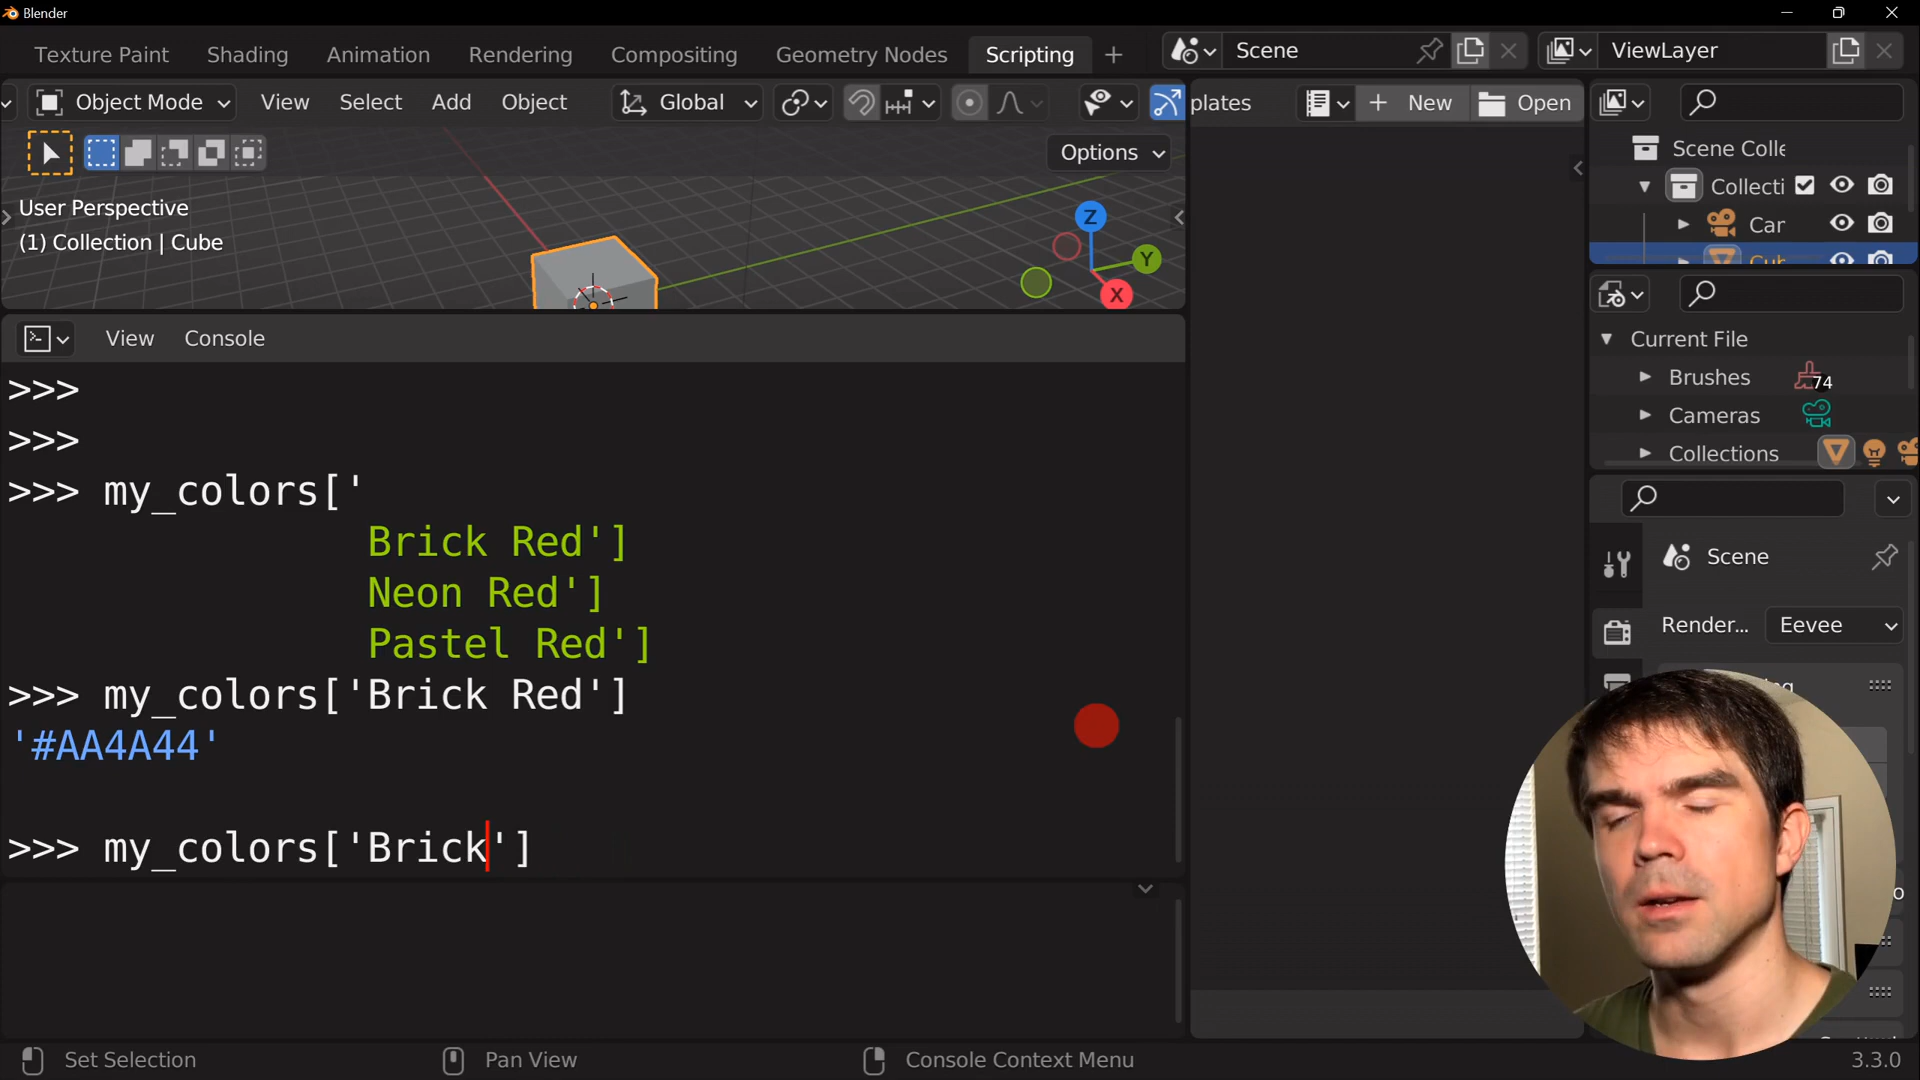 Blender
Texture Paint Shading Animation Rendering Compositing Geometry Nodes Scripting + Scene ViewLayer
Object Mode View Select Add Object Global plates New Open
Options
User Perspective
(1) Collection | Cube
Z
Y
X
Scene Colle
Collecti
Car
Cub
Current File
Brushes 74
Cameras
Collections
View Console
>>>
>>>
>>> my_colors['
Brick Red']
Neon Red']
Pastel Red']
>>> my_colors['Brick Red']
'#AA4A44'
>>> my_colors['Brick']
Scene
Render... Eevee
Set Selection Pan View Console Context Menu 3.3.0